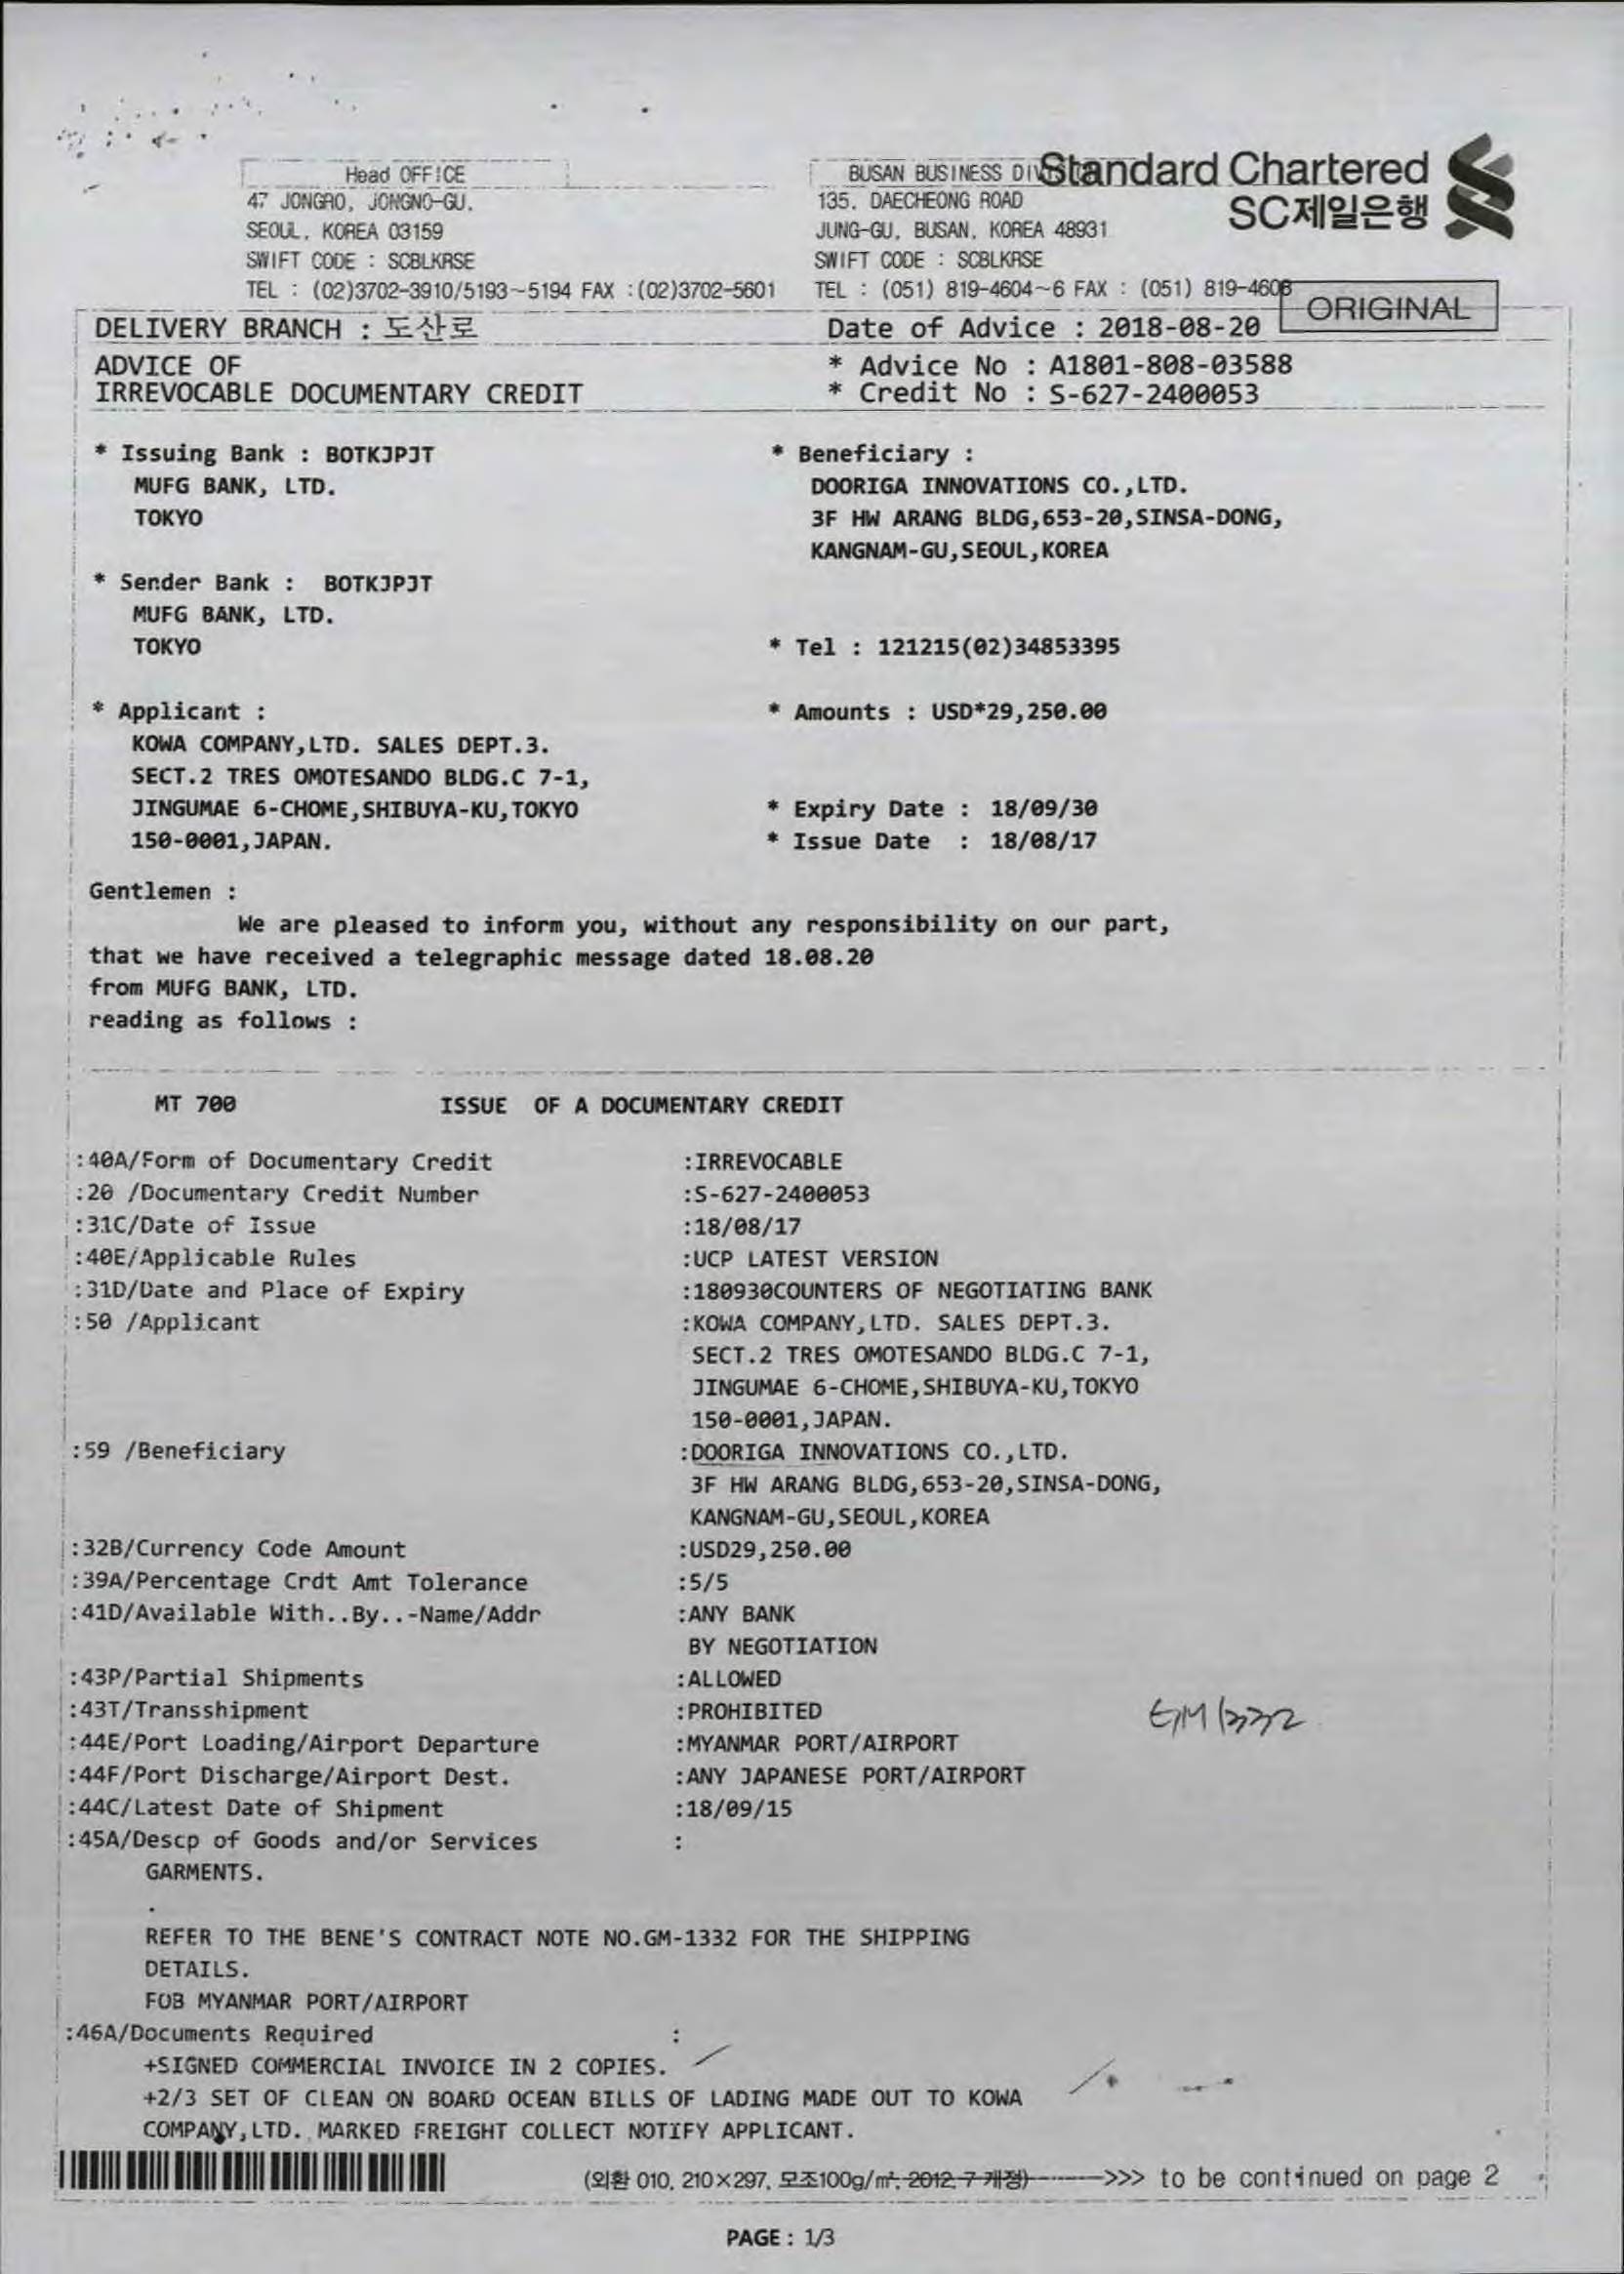 Standard Chartered
SC제일은행
Head OFFICE
47 JONGRO, JONGNO-GU,
SEOUL, KOREA 03159
SWIFT CODE : SCBLKRSE
TEL : (02)3702-3910/5193~5194 FAX :(02)3702-5601
BUSAN BUSINESS
135, DAECHEONG ROAD
JUNG-GU, BUSAN, KOREA 48931
SWIFT CODE : SCBLKRSE
TEL : (051) 819-4604~6 FAX : (051) 819-4608
ORIGINAL
DELIVERY BRANCH : 도산로
Date of Advice : 2018-08-20
ADVICE OF
IRREVOCABLE DOCUMENTARY CREDIT
* Advice No : A1801-808-03588
* Credit No : S-627-2400053
* Issuing Bank : BOTKJPJT
MUFG BANK, LTD.
TOKYO
* Beneficiary :
DOORIGA INNOVATIONS CO.,LTD.
3F HW ARANG BLDG,653-20,SINSA-DONG,
KANGNAM-GU,SEOUL,KOREA
* Sender Bank : BOTKJPJT
MUFG BANK, LTD.
TOKYO
* Tel : 121215(02)34853395
* Applicant :
KOWA COMPANY,LTD. SALES DEPT.3.
SECT.2 TRES OMOTESANDO BLDG.C 7-1,
JINGUMAE 6-CHOME,SHIBUYA-KU,TOKYO
150-0001,JAPAN.
* Amounts : USD*29,250.00
* Expiry Date : 18/09/30
* Issue Date : 18/08/17
Gentlemen :
We are pleased to inform you, without any responsibility on our part,
that we have received a telegraphic message dated 18.08.20
from MUFG BANK, LTD.
reading as follows :
MT 700 ISSUE OF A DOCUMENTARY CREDIT
:40A/Form of Documentary Credit :IRREVOCABLE
:20 /Documentary Credit Number :S-627-2400053
:31C/Date of Issue :18/08/17
:40E/Applicable Rules :UCP LATEST VERSION
:31D/Date and Place of Expiry :180930COUNTERS OF NEGOTIATING BANK
:50 /Applicant :KOWA COMPANY,LTD. SALES DEPT.3.
SECT.2 TRES OMOTESANDO BLDG.C 7-1,
JINGUMAE 6-CHOME,SHIBUYA-KU,TOKYO
150-0001,JAPAN.
:59 /Beneficiary :DOORIGA INNOVATIONS CO.,LTD.
3F HW ARANG BLDG,653-20,SINSA-DONG,
KANGNAM-GU,SEOUL,KOREA
:32B/Currency Code Amount :USD29,250.00
:39A/Percentage Crdt Amt Tolerance :5/5
:41D/Available With..By..-Name/Addr :ANY BANK
BY NEGOTIATION
:43P/Partial Shipments :ALLOWED
:43T/Transshipment :PROHIBITED
:44E/Port Loading/Airport Departure :MYANMAR PORT/AIRPORT
:44F/Port Discharge/Airport Dest. :ANY JAPANESE PORT/AIRPORT
:44C/Latest Date of Shipment :18/09/15
:45A/Descp of Goods and/or Services :
GARMENTS.
.
REFER TO THE BENE'S CONTRACT NOTE NO.GM-1332 FOR THE SHIPPING
DETAILS.
FOB MYANMAR PORT/AIRPORT
:46A/Documents Required :
+SIGNED COMMERCIAL INVOICE IN 2 COPIES.
+2/3 SET OF CLEAN ON BOARD OCEAN BILLS OF LADING MADE OUT TO KOWA
COMPANY,LTD. MARKED FREIGHT COLLECT NOTIFY APPLICANT.
(외환 010, 210×297, 모조100g/㎡, 2012. 7 개정) >>> to be continued on page 2
PAGE : 1/3